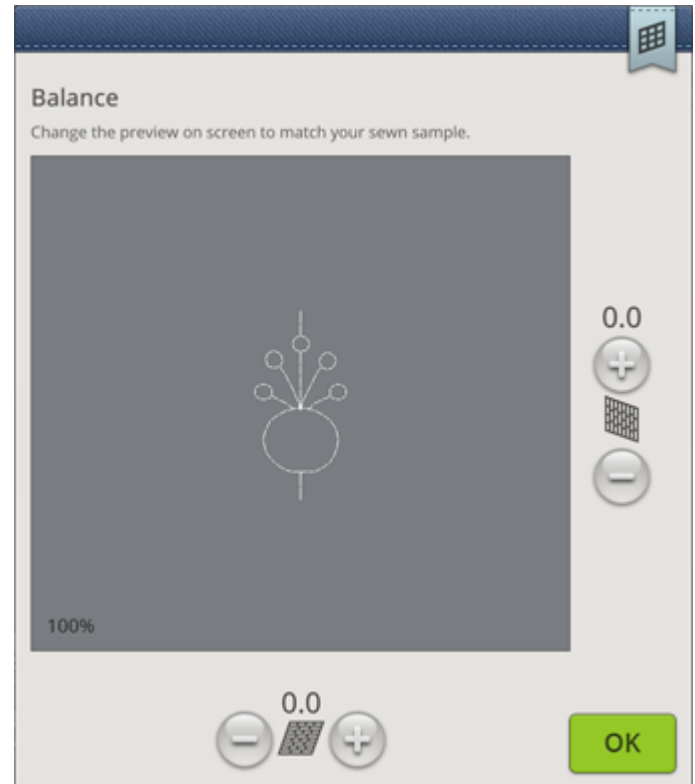 Balance
Change the preview on screen to match your sewn sample.
0.0
100%
0.0
OK